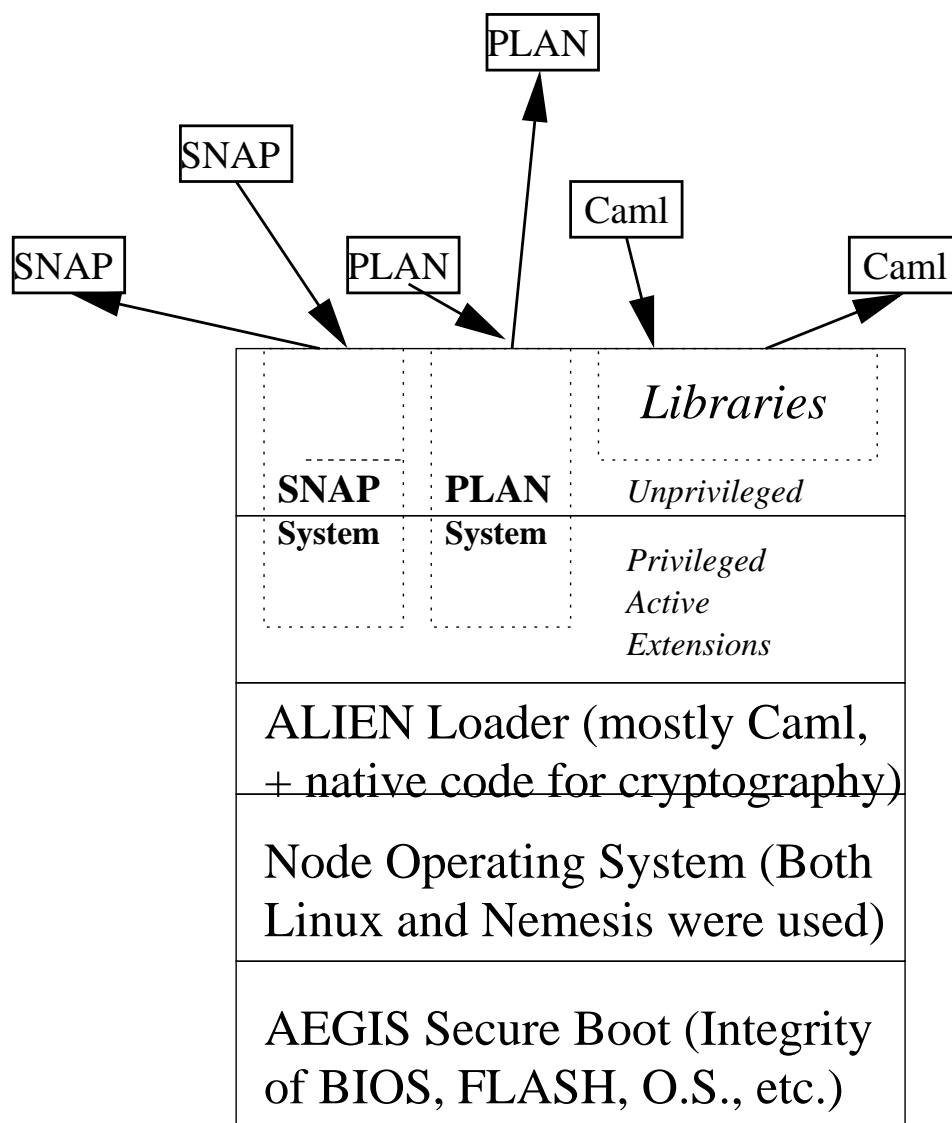 PLAN
SNAP
Caml
SNAP
PLAN
Caml
Libraries
SNAP
System
PLAN
System
Unprivileged
Privileged
Active
Extensions
ALIEN Loader (mostly Caml,
+ native code for cryptography)
Node Operating System (Both
Linux and Nemesis were used)
AEGIS Secure Boot (Integrity
of BIOS, FLASH, O.S., etc.)